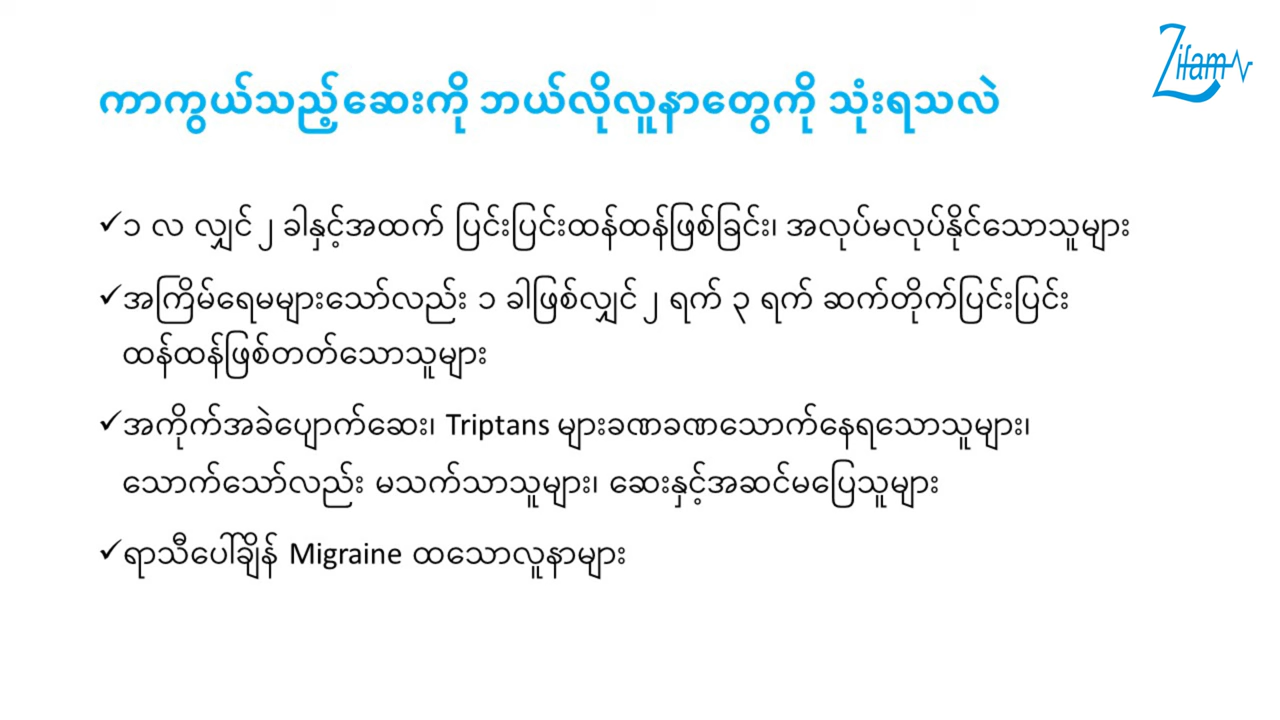 Zifam
ကာကွယ်သည့်ဆေးကို ဘယ်လိုလူနာတွေကို သုံးရသလဲ
✓၁ လ လျှင်၂ ခါနှင့်အထက် ပြင်းပြင်းထန်ထန်ဖြစ်ခြင်း၊ အလုပ်မလုပ်နိုင်သောသူများ
✓အကြိမ်ရေမများသော်လည်း ၁ ခါဖြစ်လျှင်၂ ရက် ၃ ရက် ဆက်တိုက်ပြင်းပြင်း
ထန်ထန်ဖြစ်တတ်သောသူများ
✓အကိုက်အခဲပျောက်ဆေး၊ Triptans များခဏခဏသောက်နေရသောသူများ၊
သောက်သော်လည်း မသက်သာသူများ၊ ဆေးနှင့်အဆင်မပြေသူများ
✓ရာသီပေါ်ချိန် Migraine ထသောလူနာများ